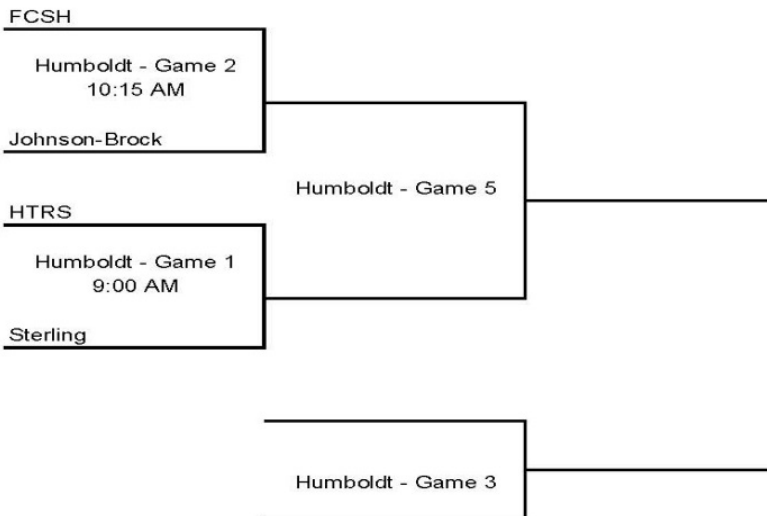 FCSH
Humboldt - Game 2
10:15 AM
Johnson-Brock
Humboldt - Game 5
HTRS
Humboldt - Game 1
9:00 AM
Sterling
Humboldt - Game 3